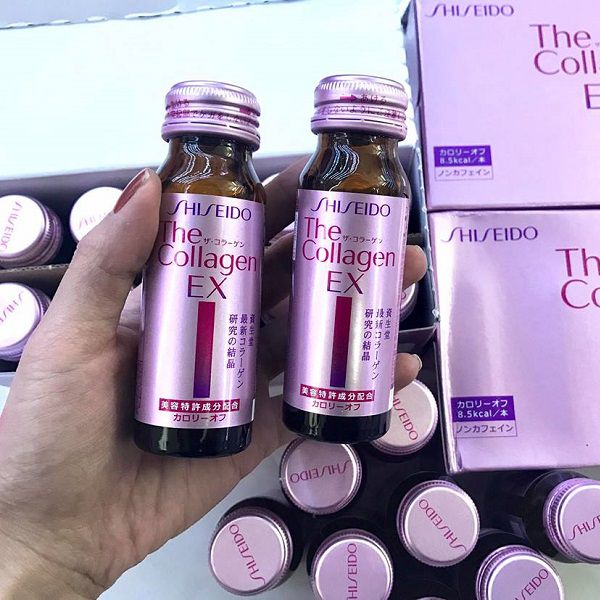 SHISEIDO
The
Collagen
EX
ザ・コラーゲン
資生堂
最新コラーゲン
研究の結晶
美容特許成分配合
カロリーオフ
SHISEIDO
The
Collagen
EX
ザ・コラーゲン
資生堂
最新コラーゲン
研究の結晶
美容特許成分配合
カロリーオフ
SHISEIDO
The
Colla
E
カロリーオフ
8.5kcal/本
ノンカフェイン
SHISEIDO
Th
Co
カロリーオフ
8.5kcal/本
ノンカフェイン
SHISEIDO
SHISEIDO
SHISEIDO
SHISEIDO
SHISEIDO
SHISEIDO
SHISEIDO
SHISEIDO